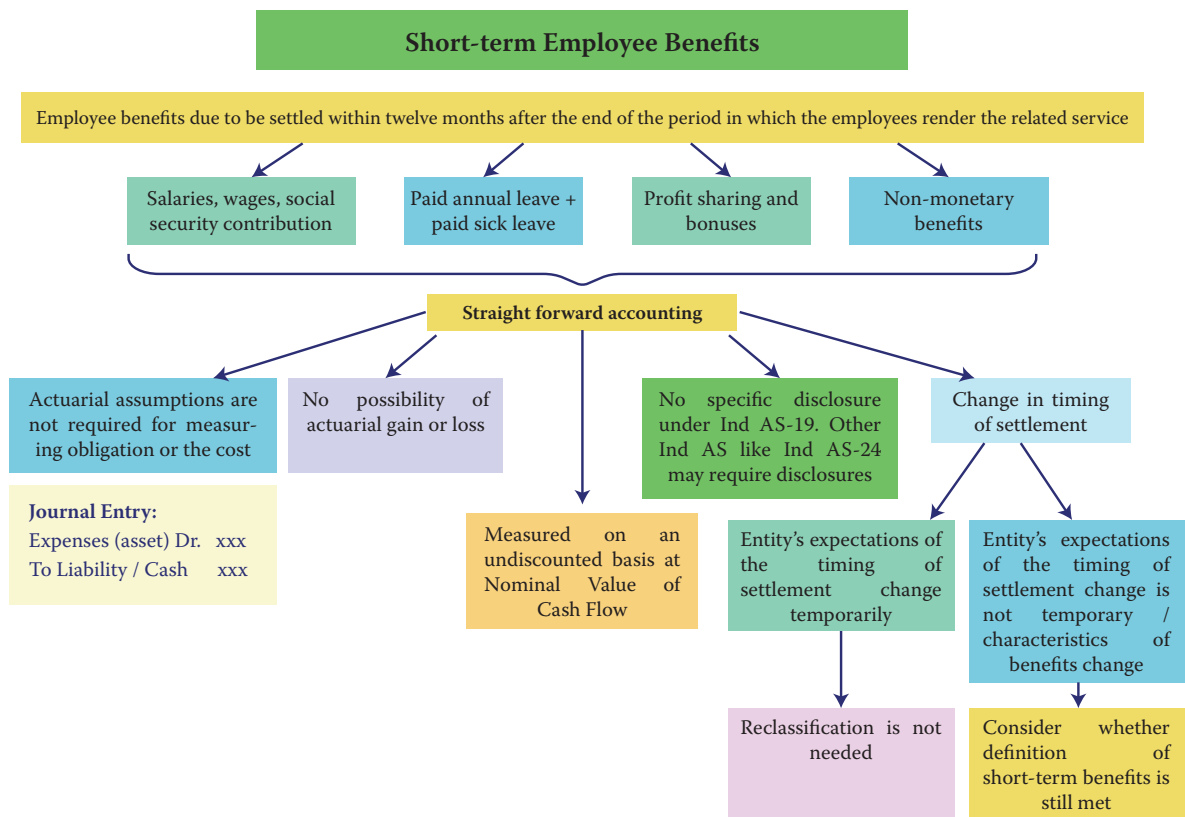 Short-term Employee Benefits
Employee benefits due to be settled within twelve months after the end of the period in which the employees render the related service
Salaries, wages, social
security contribution
Paid annual leave +
paid sick leave
Profit sharing and
bonuses
Non-monetary
benefits
Straight forward accounting
Actuarial assumptions are
not required for measur-
ing obligation or the cost
No possibility of
actuarial gain or loss
No specific disclosure
under Ind AS-19. Other
Ind AS like Ind AS-24
may require disclosures
Change in timing
of settlement
Journal Entry:
Expenses (asset) Dr. xxx
To Liability / Cash xxx
Measured on an
undiscounted basis at
Nominal Value of
Cash Flow
Entity's expectations of
the timing of
settlement change
temporarily
Entity's expectations
of the timing of
settlement change is
not temporary /
characteristics of
benefits change
Reclassification is not
needed
Consider whether
definition of
short-term benefits is
still met